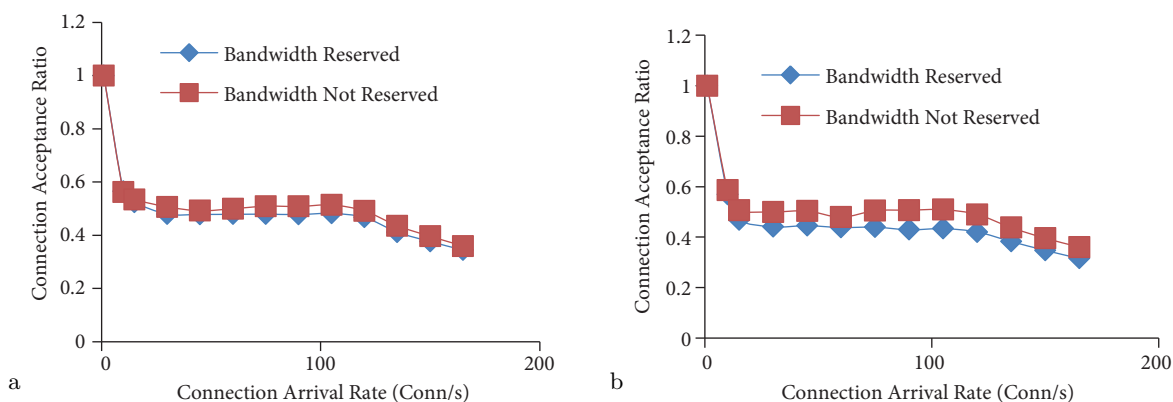 1.2
1
0.8
0.6
0.4
0.2
0
Connection Acceptance Ratio
Bandwidth Reserved
Bandwidth Not Reserved
0
100
200
Connection Arrival Rate (Conn/s)
a
1.2
1
0.8
0.6
0.4
0.2
0
Connection Acceptance Ratio
Bandwidth Reserved
Bandwidth Not Reserved
0
100
200
Connection Arrival Rate (Conn/s)
b